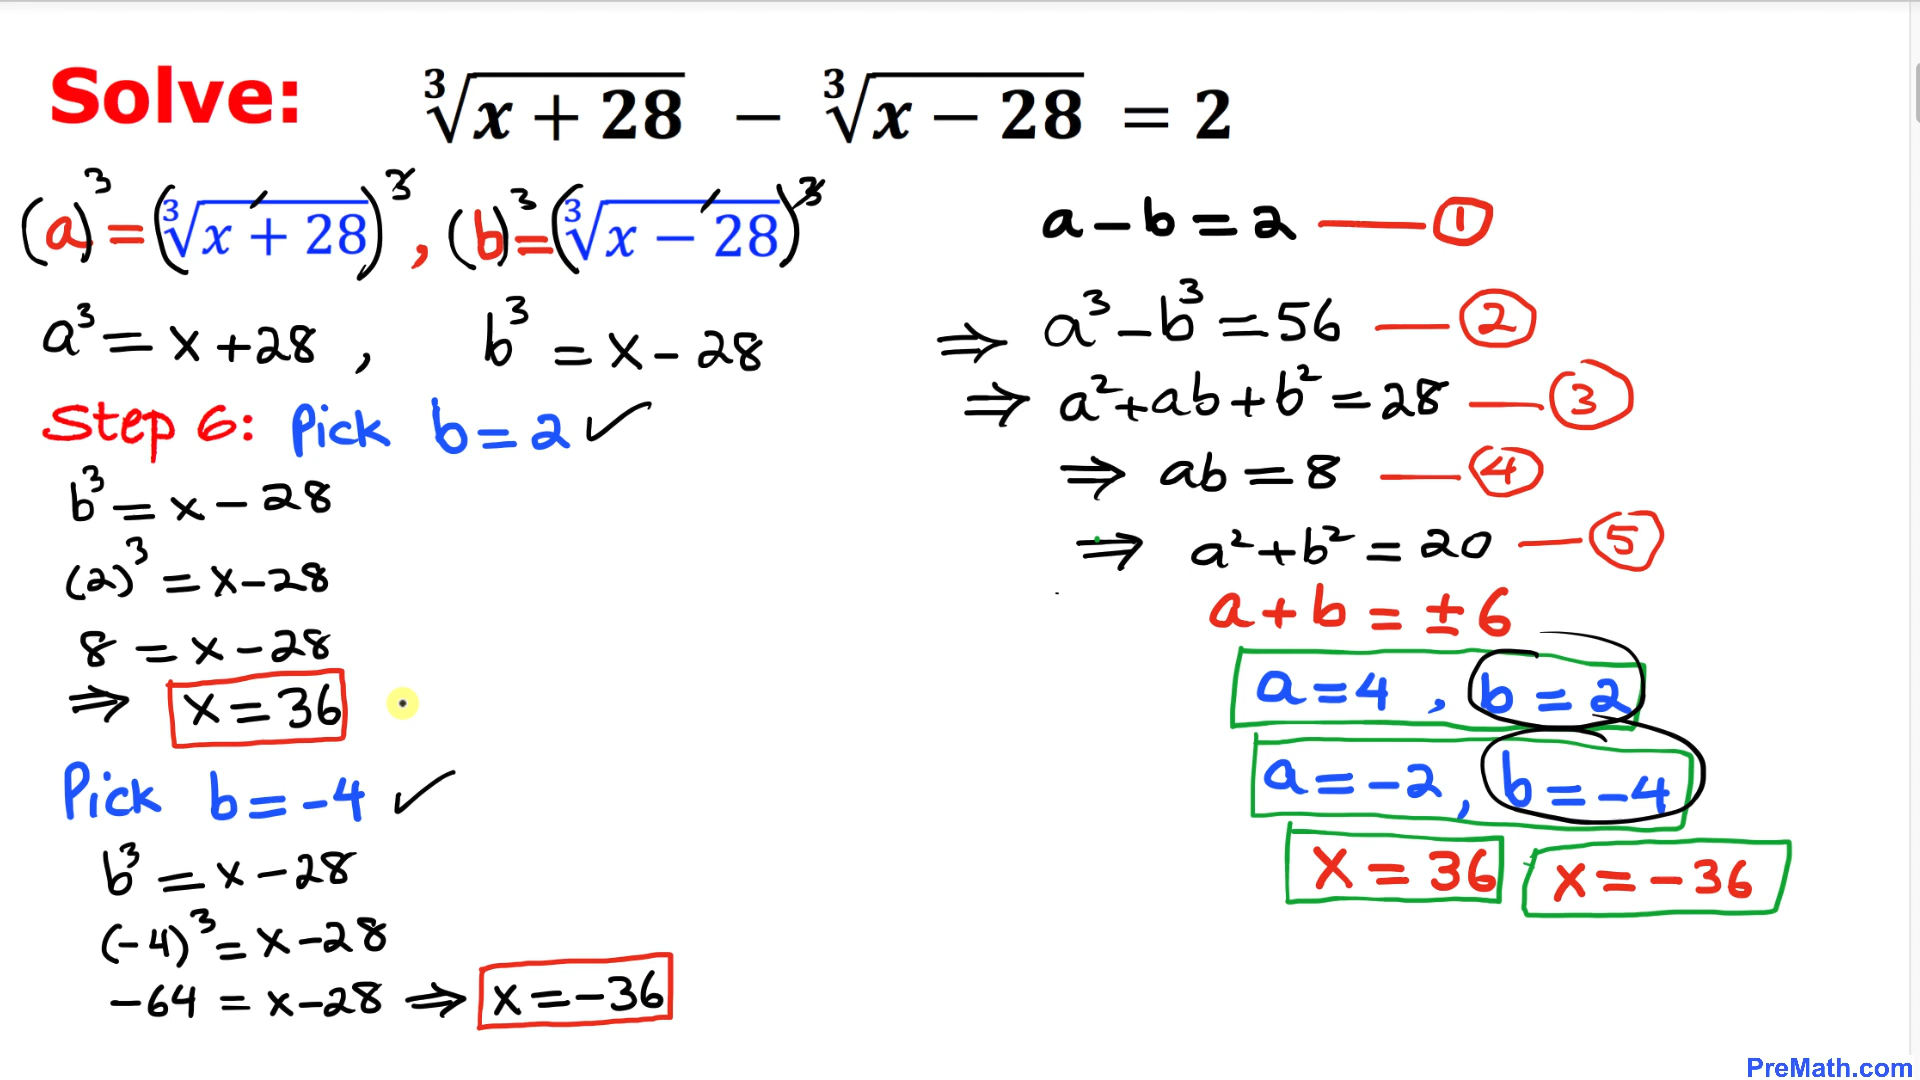 Solve: ∛(x + 28) − ∛(x − 28) = 2
(a)³ = (∛(x + 28))³ , (b)³ = (∛(x − 28))³
a³ = x + 28 , b³ = x − 28
Step 6: Pick b = 2 ✓
b³ = x − 28
(2)³ = x − 28
8 = x − 28
⇒ x = 36
Pick b = −4 ✓
b³ = x − 28
(−4)³ = x − 28
−64 = x − 28 ⇒ x = −36
a − b = 2 — ①
⇒ a³ − b³ = 56 — ②
⇒ a² + ab + b² = 28 — ③
⇒ ab = 8 — ④
⇒ a² + b² = 20 — ⑤
a + b = ± 6
a = 4 , b = 2
a = −2 , b = −4
x = 36 x = −36
PreMath.com